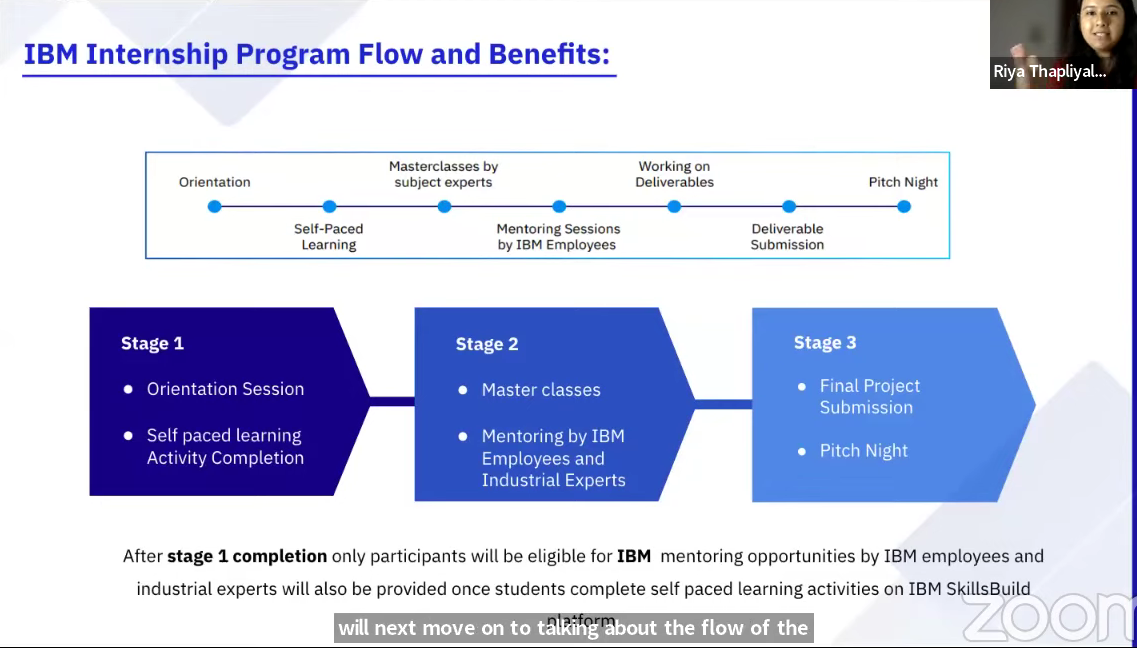 IBM Internship Program Flow and Benefits:
Riya Thapliyal...
Masterclasses by
subject experts
Working on
Deliverables
Orientation
Pitch Night
Self-Paced
Learning
Mentoring Sessions
by IBM Employees
Deliverable
Submission
Stage 1
● Orientation Session
● Self paced learning
Activity Completion
Stage 2
● Master classes
● Mentoring by IBM
Employees and
Industrial Experts
Stage 3
● Final Project
Submission
● Pitch Night
After stage 1 completion only participants will be eligible for IBM mentoring opportunities by IBM employees and
industrial experts will also be provided once students complete self paced learning activities on IBM SkillsBuild
platform
will next move on to talking about the flow of the
zoom